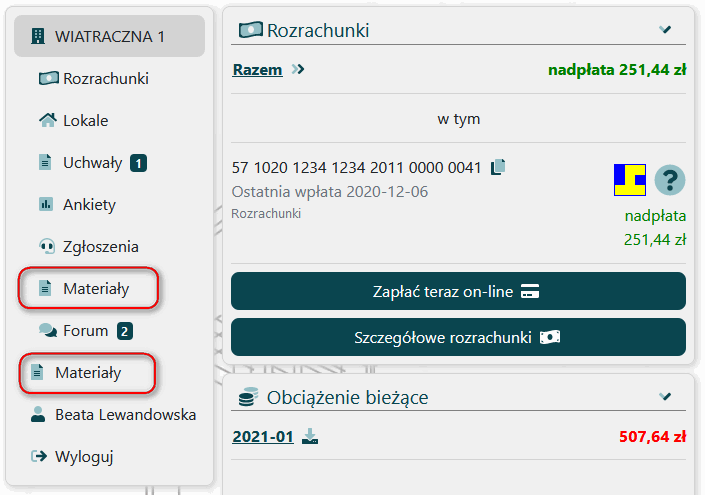 WIATRACZNA 1
Rozrachunki
Lokale
Uchwały 1
Ankiety
Zgłoszenia
Materiały
Forum 2
Materiały
Beata Lewandowska
Wyloguj
Rozrachunki
Razem nadpłata 251,44 zł
w tym
57 1020 1234 1234 2011 0000 0041
Ostatnia wpłata 2020-12-06
Rozrachunki
?
nadpłata
251,44 zł
Zapłać teraz on-line
Szczegółowe rozrachunki
Obciążenie bieżące
2021-01 507,64 zł